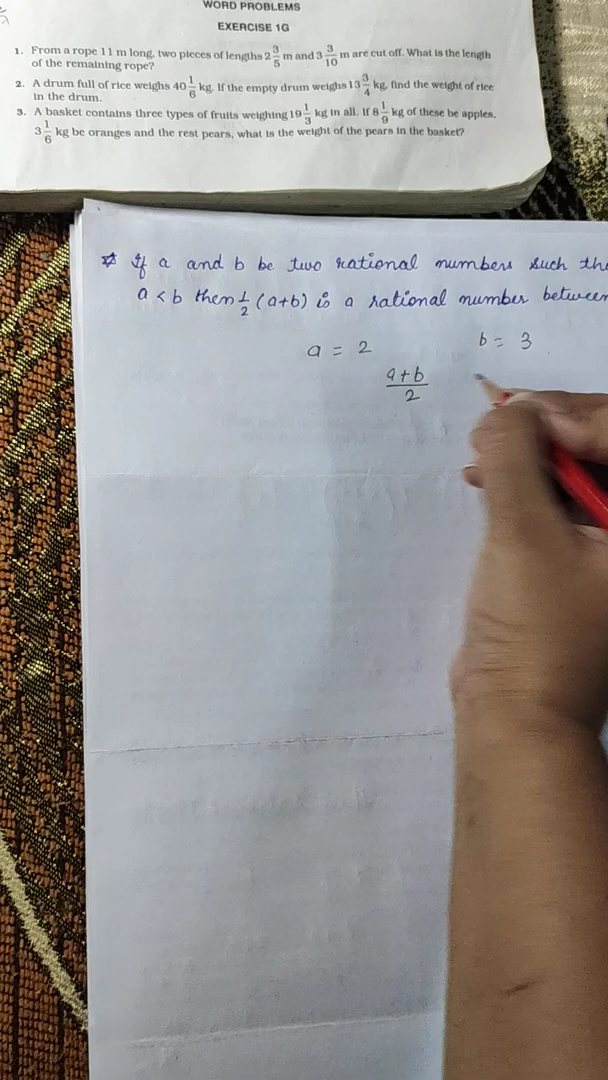 WORD PROBLEMS
EXERCISE 1G
1. From a rope 11 m long, two pieces of lengths 2 3/5 m and 3 3/10 m are cut off. What is the length
of the remaining rope?
2. A drum full of rice weighs 40 1/6 kg. If the empty drum weighs 13 3/4 kg, find the weight of rice
in the drum.
3. A basket contains three types of fruits weighing 19 1/3 kg in all. If 8 1/9 kg of these be apples,
3 1/6 kg be oranges and the rest pears, what is the weight of the pears in the basket?
If a and b be two rational numbers such
a < b then 1/2 (a+b) is a rational number between
a = 2 b = 3
a+b/2